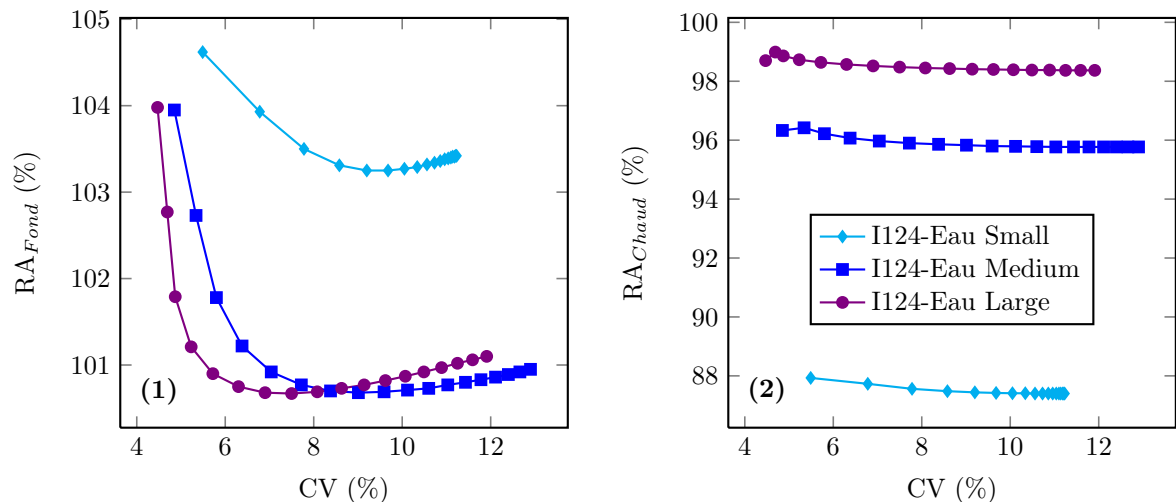 105
104
103
102
101
RA_Fond (%)
(1)
4 6 8 10 12
CV (%)
100
98
96
94
92
90
88
RA_Chaud (%)
I124-Eau Small
I124-Eau Medium
I124-Eau Large
(2)
4 6 8 10 12
CV (%)